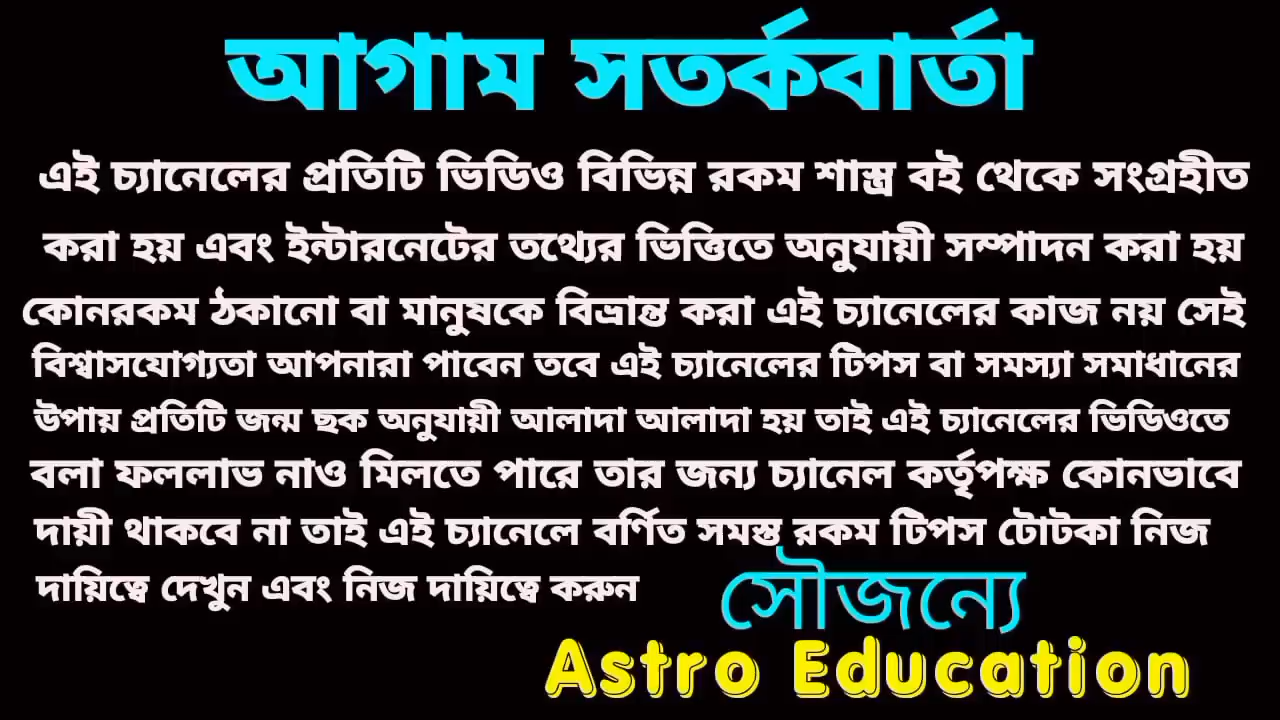 আগাম সতর্কবার্তা
এই চ্যানেলের প্রতিটি ভিডিও বিভিন্ন রকম শাস্ত্র বই থেকে সংগ্রহীত
করা হয় এবং ইন্টারনেটের তথ্যের ভিত্তিতে অনুযায়ী সম্পাদন করা হয়
কোনরকম ঠকানো বা মানুষকে বিভ্রান্ত করা এই চ্যানেলের কাজ নয় সেই
বিশ্বাসযোগ্যতা আপনারা পাবেন তবে এই চ্যানেলের টিপস বা সমস্যা সমাধানের
উপায় প্রতিটি জন্ম ছক অনুযায়ী আলাদা আলাদা হয় তাই এই চ্যানেলের ভিডিওতে
বলা ফললাভ নাও মিলতে পারে তার জন্য চ্যানেল কর্তৃপক্ষ কোনভাবে
দায়ী থাকবে না তাই এই চ্যানেলে বর্ণিত সমস্ত রকম টিপস টোটকা নিজ
দায়িত্বে দেখুন এবং নিজ দায়িত্বে করুন
সৌজন্যে
Astro Education